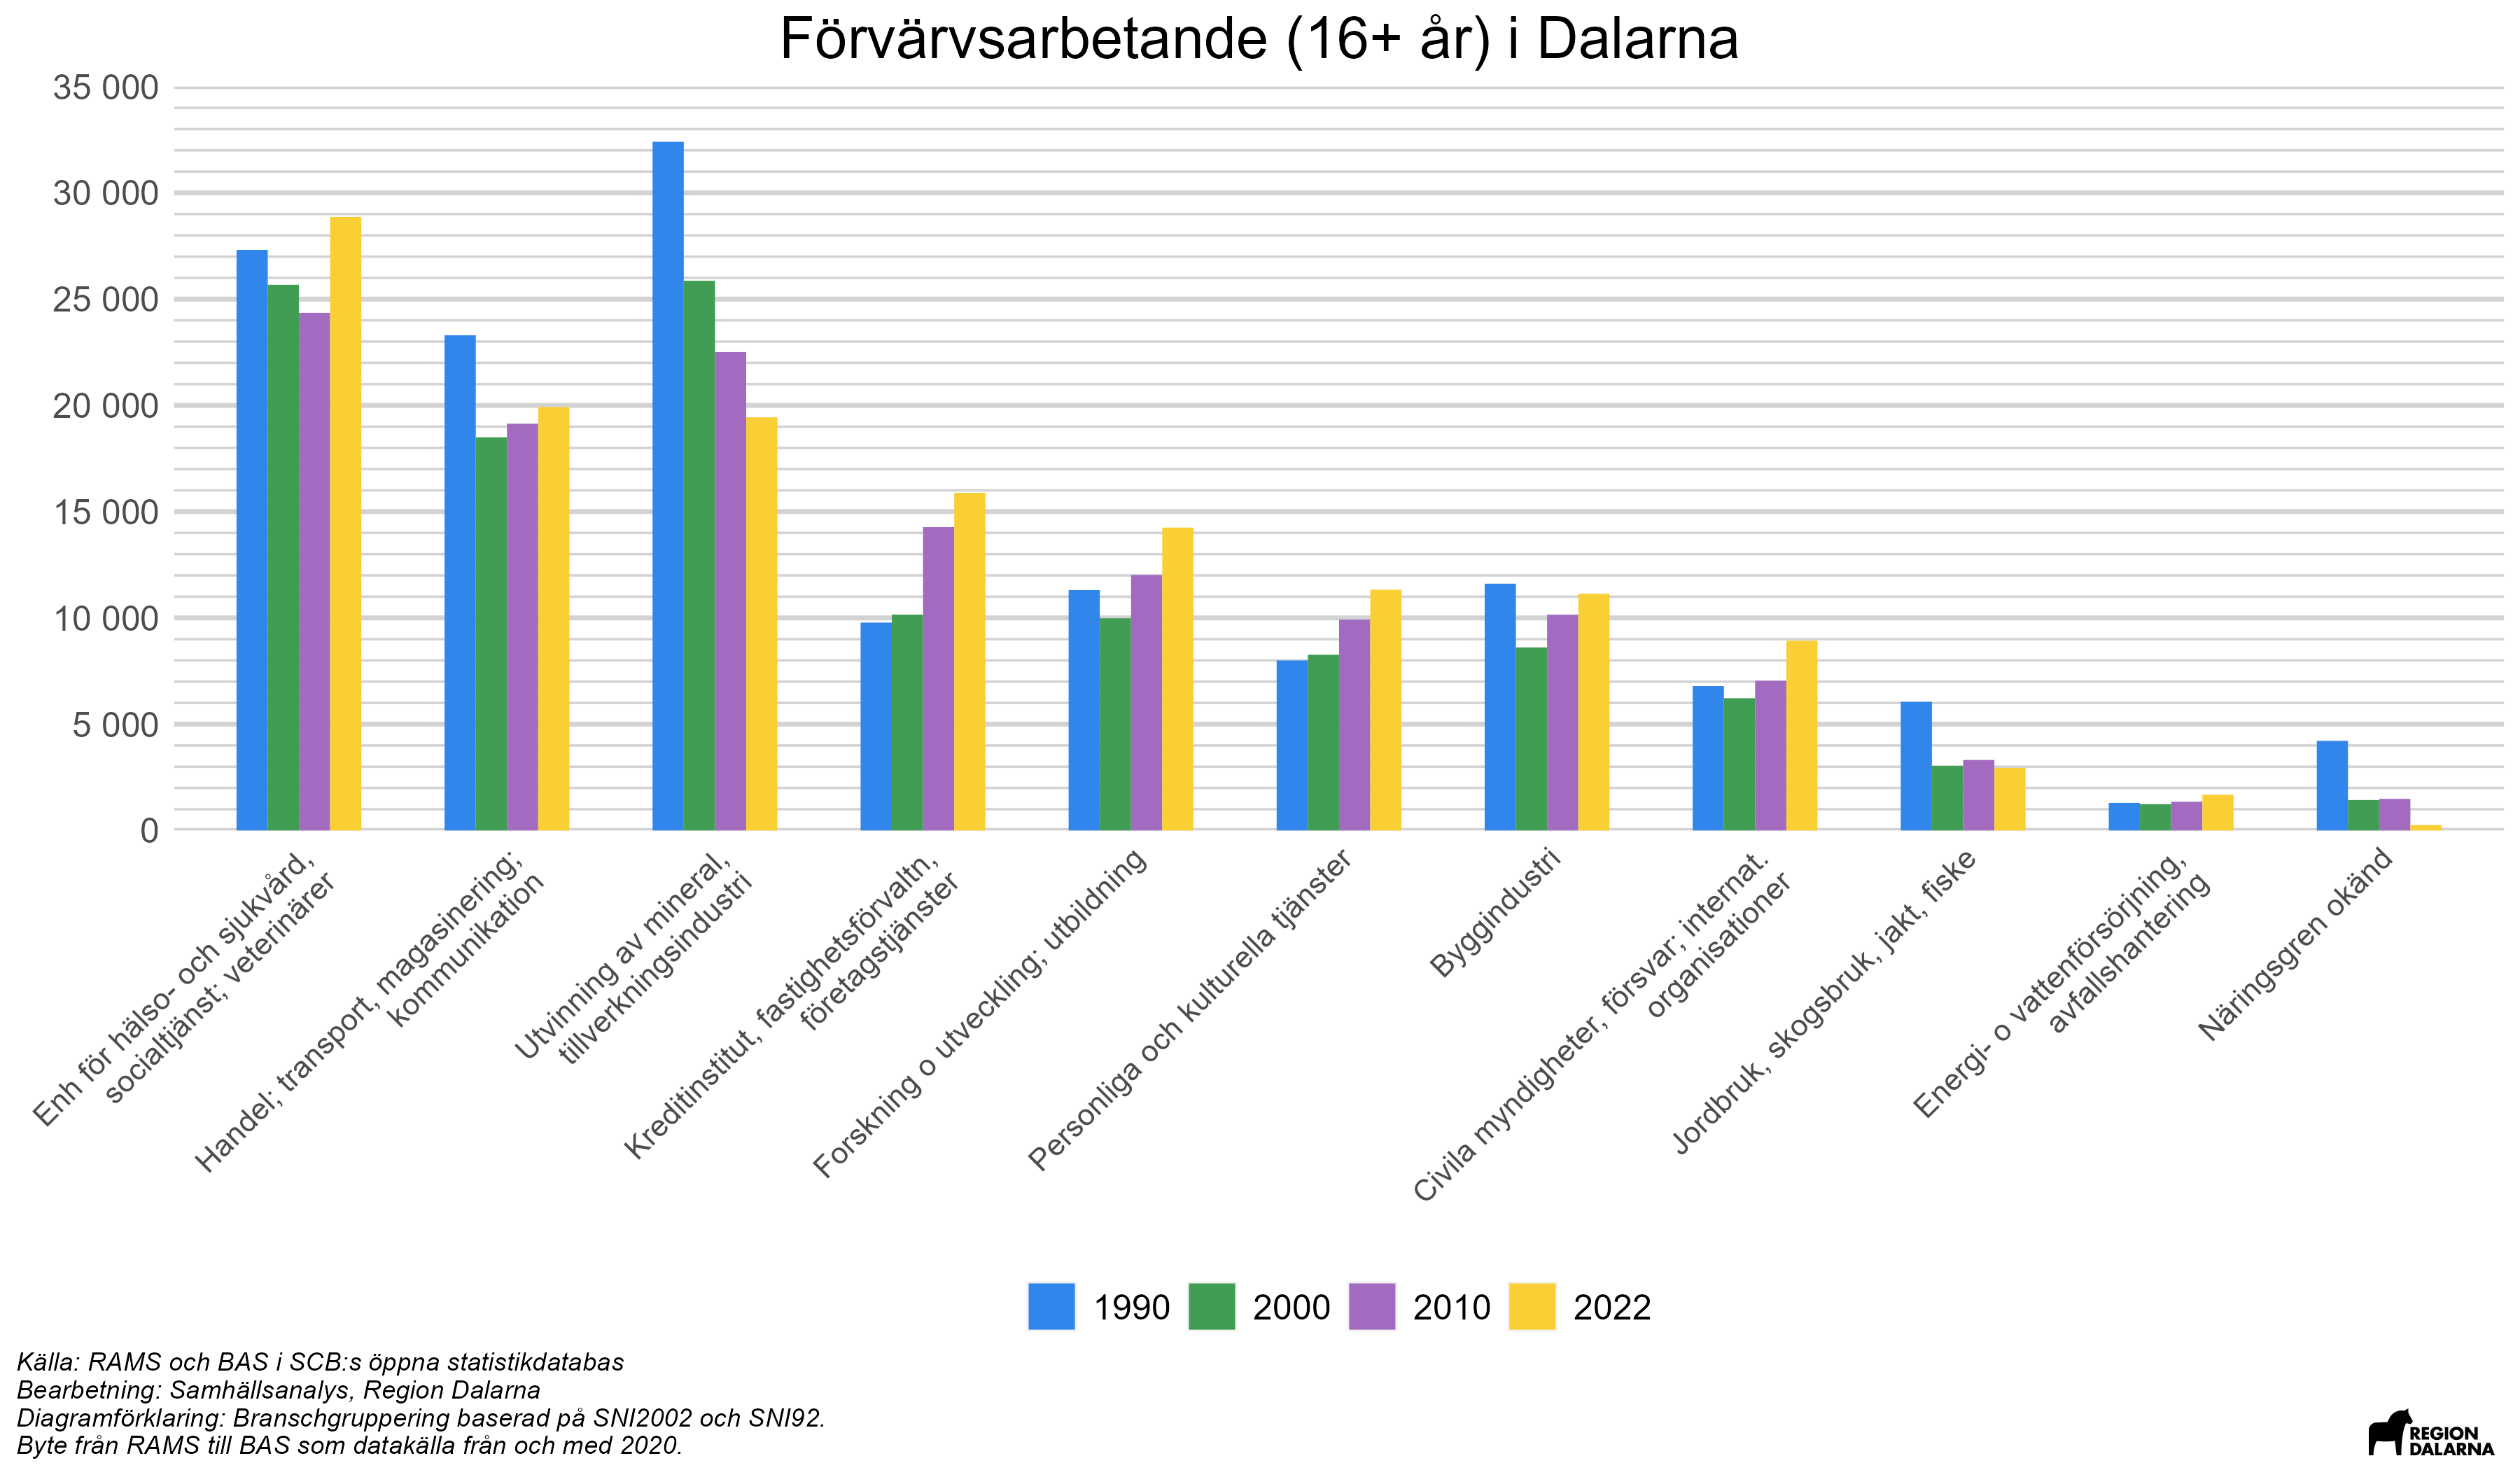 Förvärvsarbetande (16+ år) i Dalarna
35 000
30 000
25 000
20 000
15 000
10 000
5 000
0
Enh för hälso- och sjukvård,
socialtjänst; veterinärer
Handel; transport, magasinering;
kommunikation
Utvinning av mineral,
tillverkningsindustri
Kreditinstitut, fastighetsförvaltn,
företagstjänster
Forskning o utveckling; utbildning
Personliga och kulturella tjänster
Byggindustri
Civila myndigheter, försvar; internat.
organisationer
Jordbruk, skogsbruk, jakt, fiske
Energi- o vattenförsörjning,
avfallshantering
Näringsgren okänd
1990 2000 2010 2022
Källa: RAMS och BAS i SCB:s öppna statistikdatabas
Bearbetning: Samhällsanalys, Region Dalarna
Diagramförklaring: Branschgruppering baserad på SNI2002 och SNI92.
Byte från RAMS till BAS som datakälla från och med 2020.
REGION
DALARNA